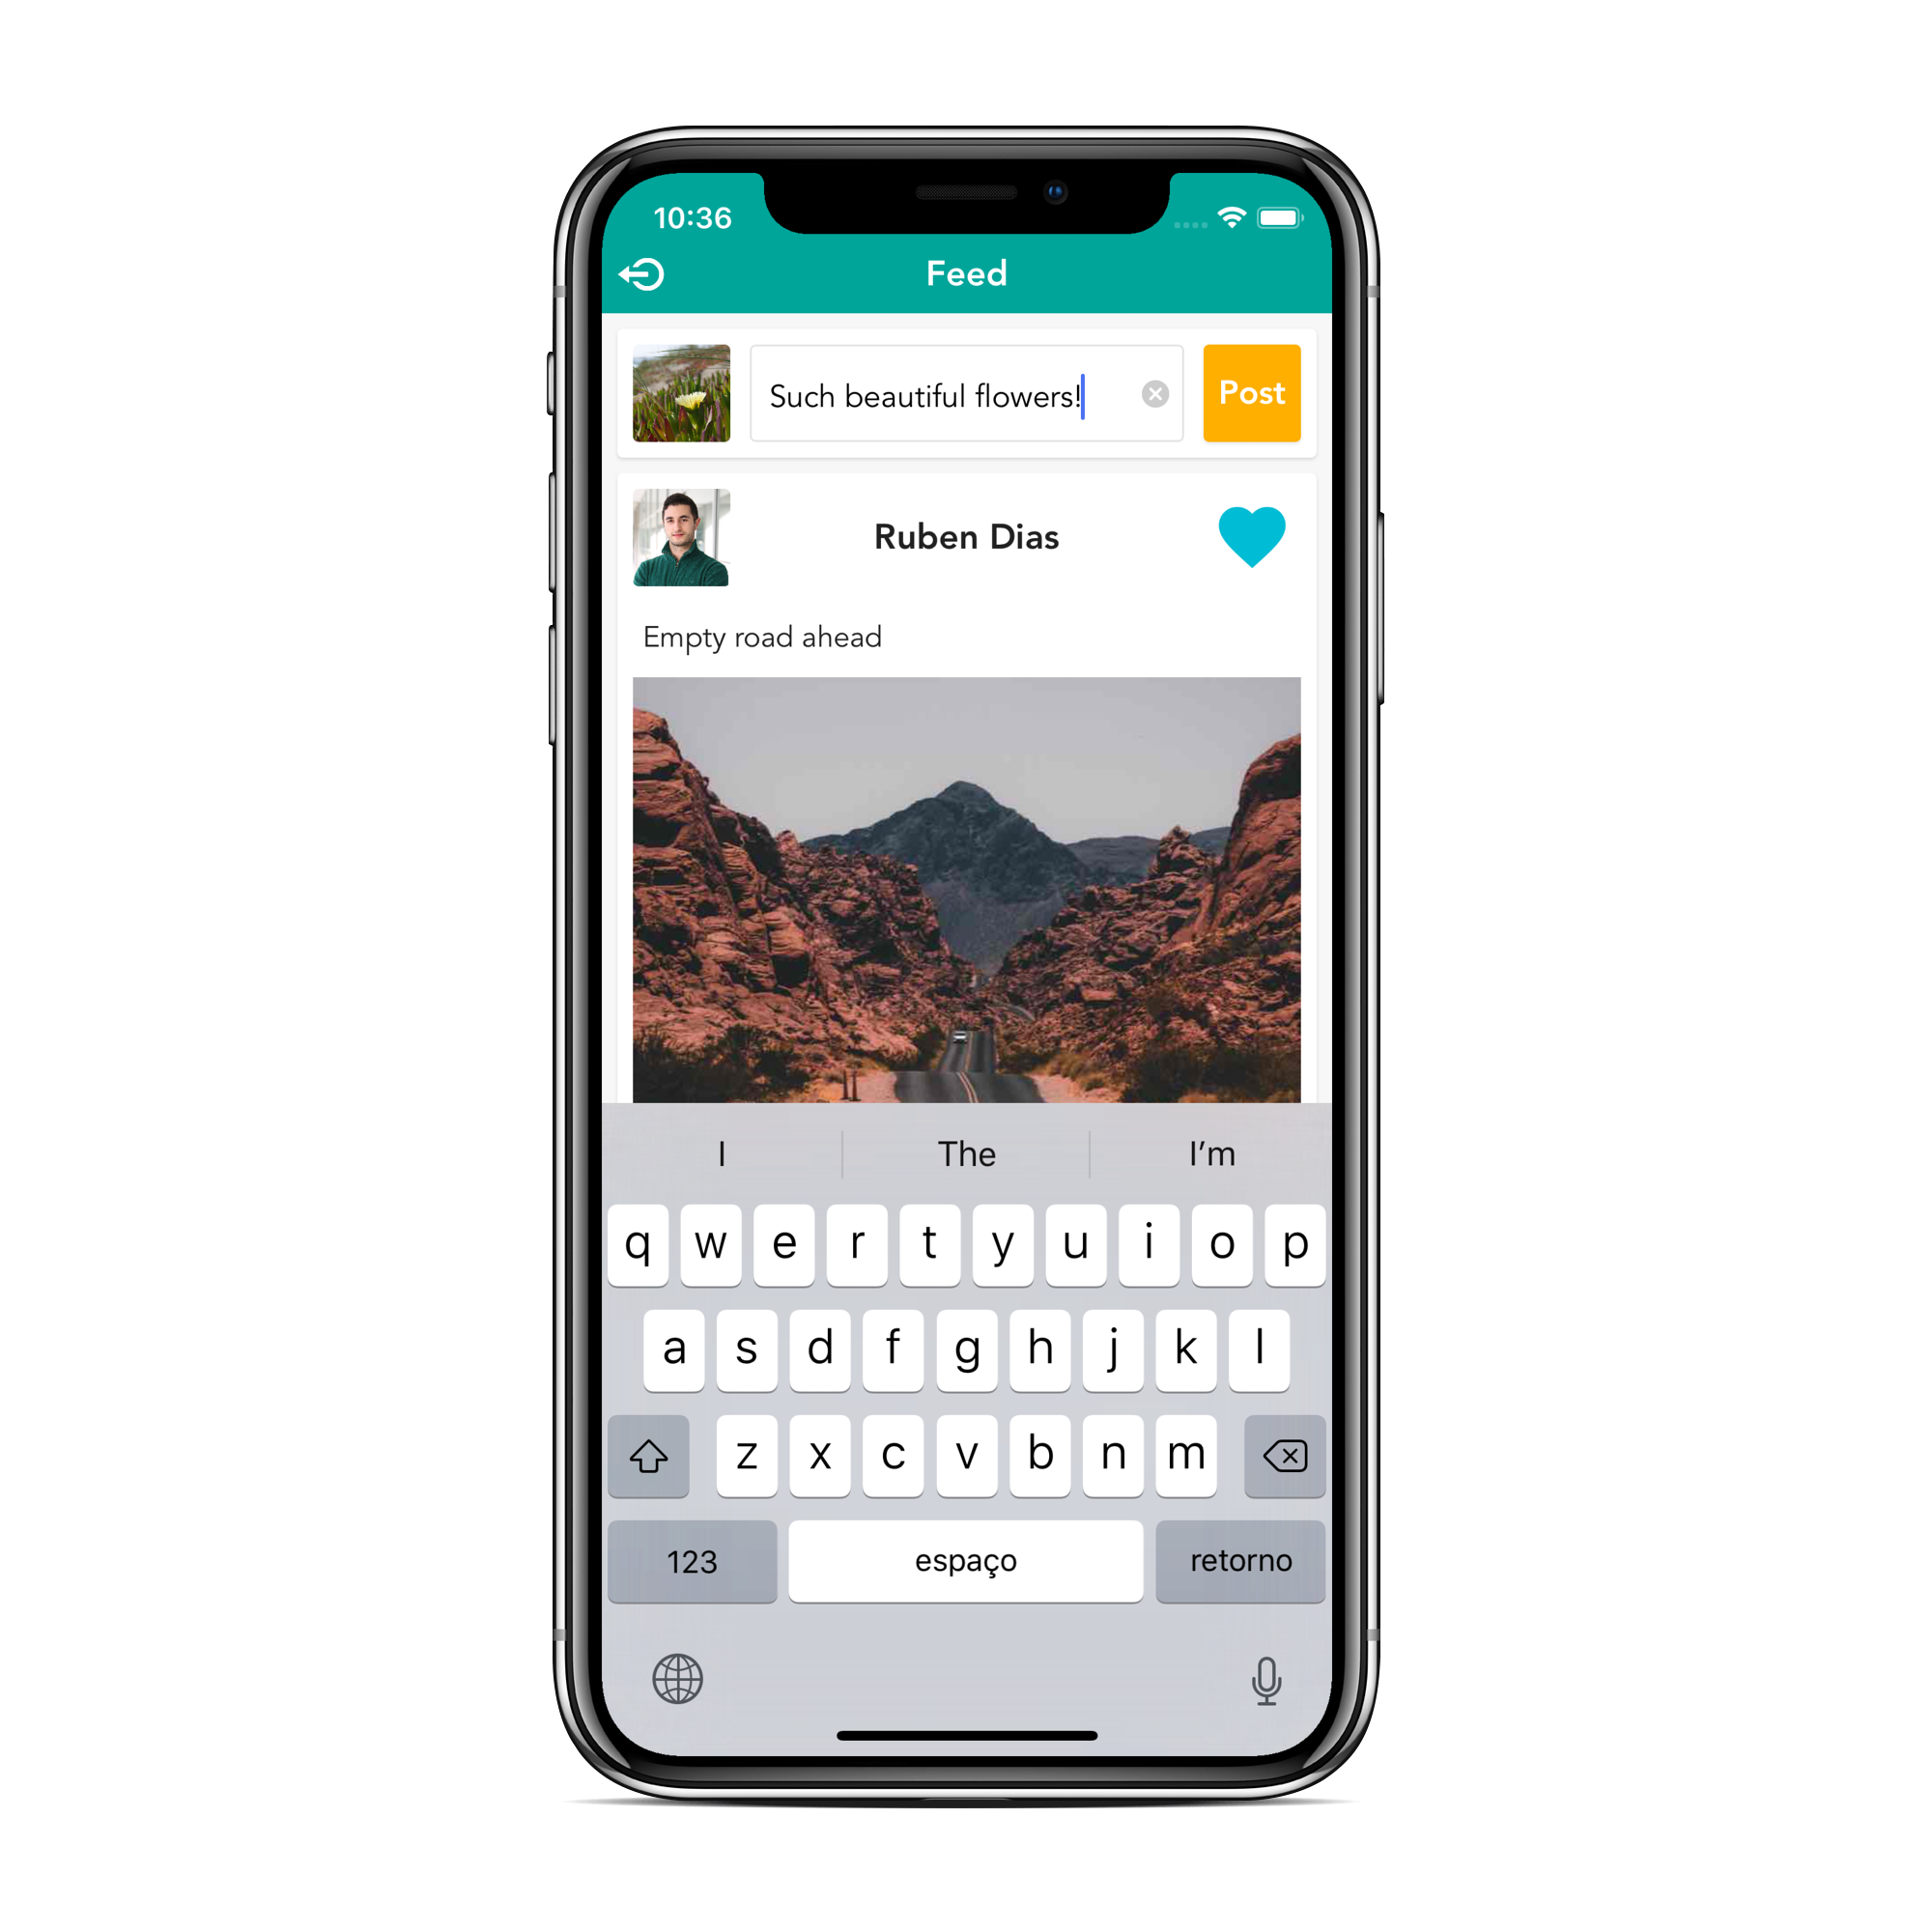 10:36
Feed
Such beautiful flowers!
Post
Ruben Dias
Empty road ahead
I The I’m
q w e r t y u i o p
a s d f g h j k l
z x c v b n m
123 espaço retorno